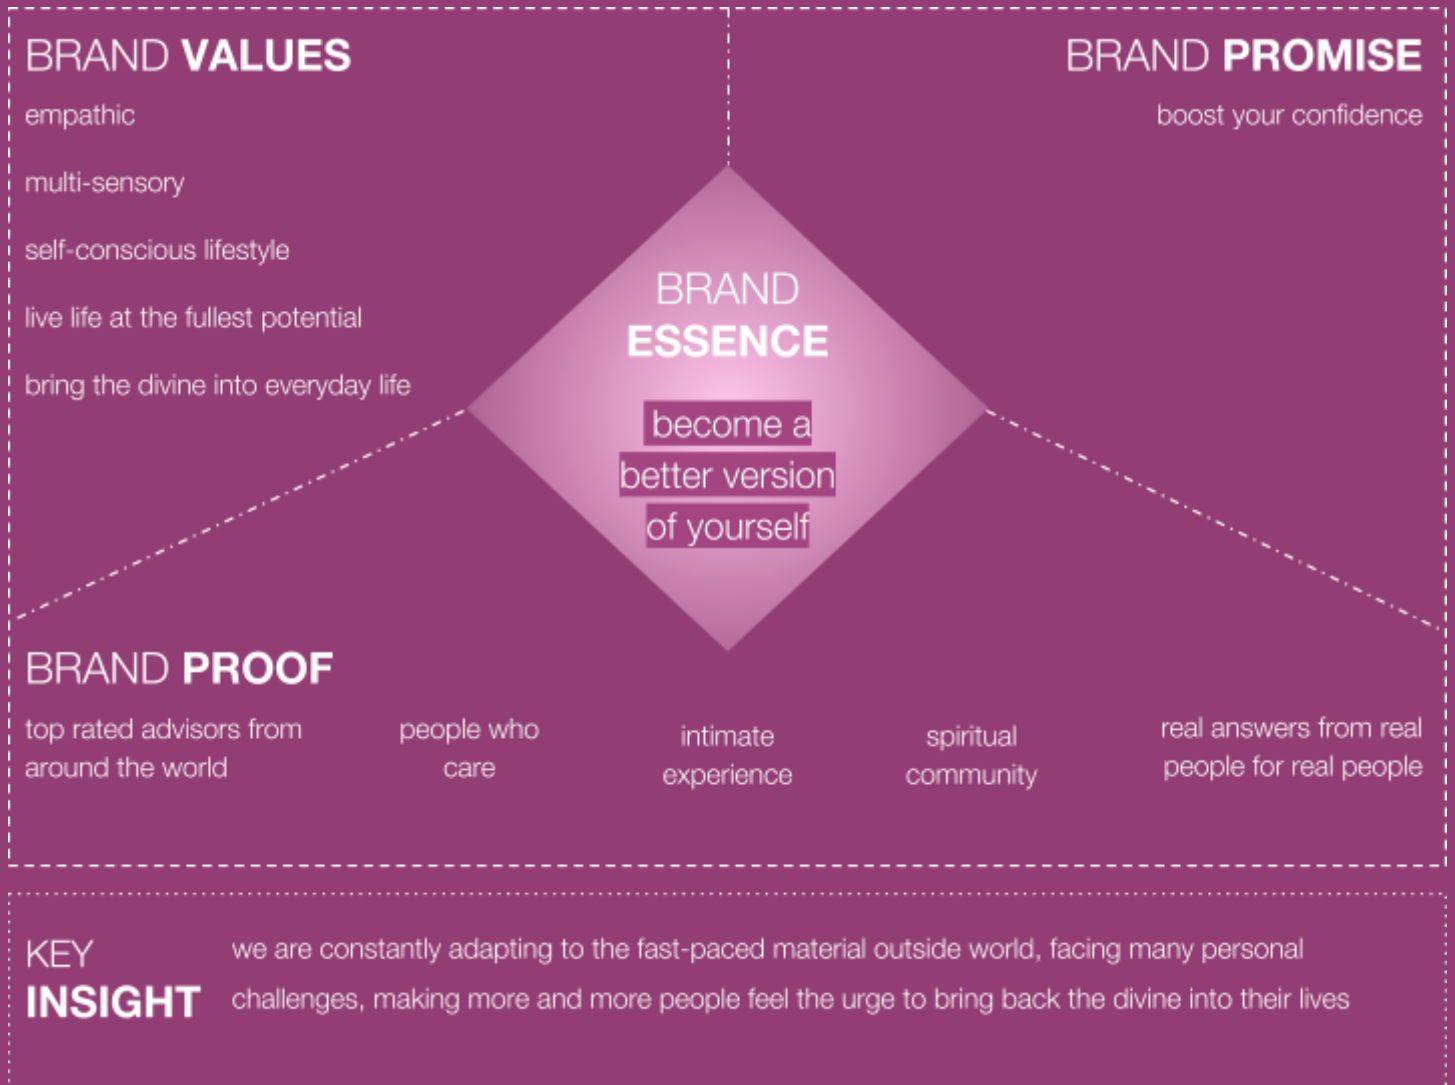 BRAND VALUES
empathic
multi-sensory
self-conscious lifestyle
live life at the fullest potential
bring the divine into everyday life
BRAND PROMISE
boost your confidence
BRAND
ESSENCE
become a
better version
of yourself
BRAND PROOF
top rated advisors from
around the world
people who
care
intimate
experience
spiritual
community
real answers from real
people for real people
KEY
INSIGHT
we are constantly adapting to the fast-paced material outside world, facing many personal
challenges, making more and more people feel the urge to bring back the divine into their lives